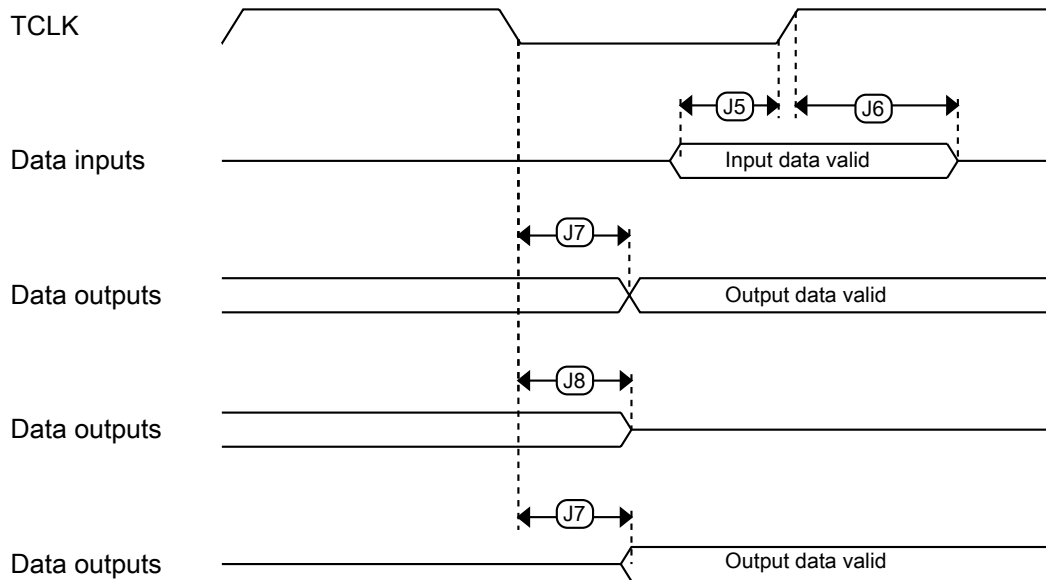 TCLK
J5
J6
Data inputs
Input data valid
J7
Data outputs
Output data valid
J8
Data outputs
J7
Data outputs
Output data valid